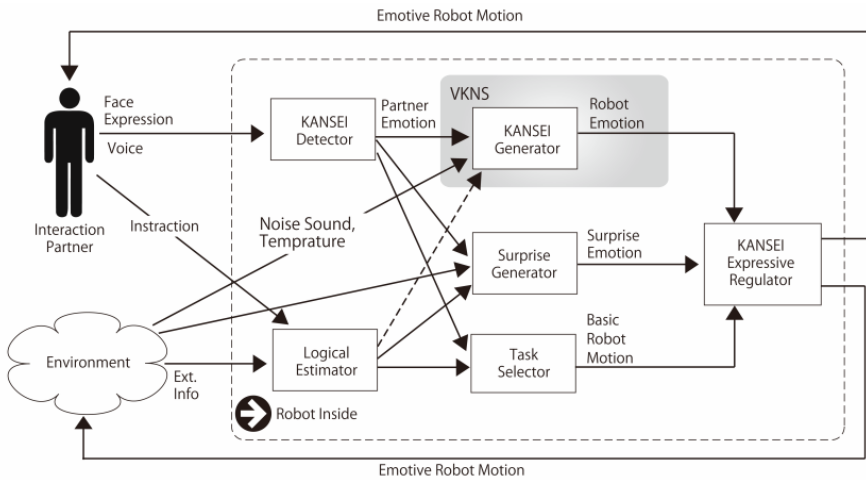 Emotive Robot Motion
VKNS
Face
Expression
Voice
KANSEI
Detector
Partner
Emotion
KANSEI
Generator
Robot
Emotion
Interaction
Partner
Instraction
Noise Sound,
Temprature
Surprise
Generator
Surprise
Emotion
KANSEI
Expressive
Regulator
Environment
Ext.
Info
Logical
Estimator
Task
Selector
Basic
Robot
Motion
Robot Inside
Emotive Robot Motion